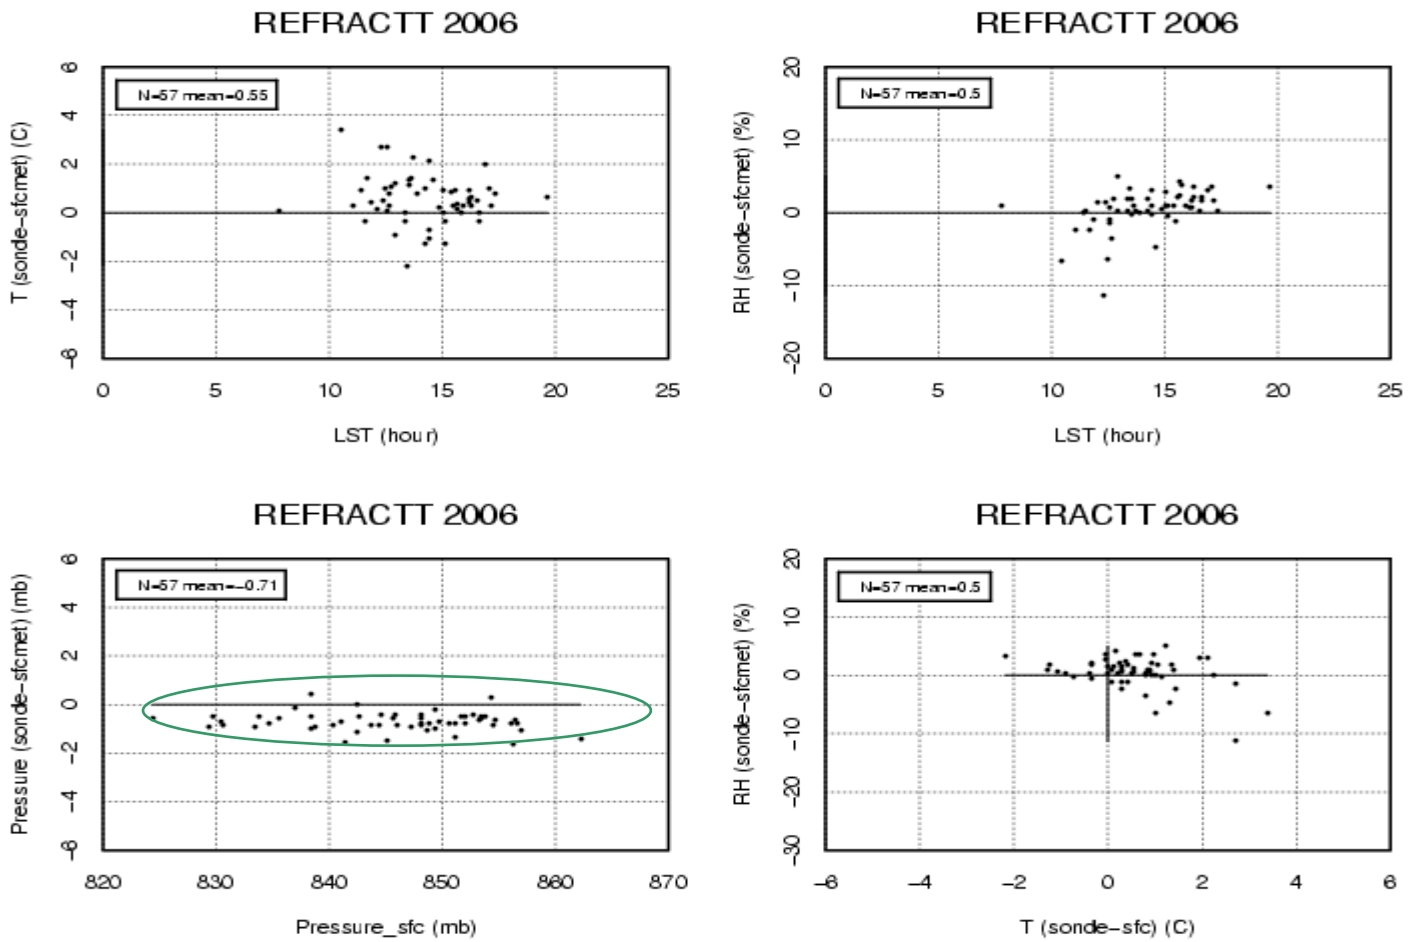 REFRACTT 2006
N=57 mean=0.55
T (sonde-sfcmet) (C)
6
4
2
0
-2
-4
-6
0 5 10 15 20 25
LST (hour)
REFRACTT 2006
N=57 mean=0.5
RH (sonde-sfcmet) (%)
20
10
0
-10
-20
0 5 10 15 20 25
LST (hour)
REFRACTT 2006
N=57 mean=-0.71
Pressure (sonde-sfcmet) (mb)
6
4
2
0
-2
-4
-6
820 830 840 850 860 870
Pressure_sfc (mb)
REFRACTT 2006
N=57 mean=0.5
RH (sonde-sfcmet) (%)
20
10
0
-10
-20
-30
-6 -4 -2 0 2 4 6
T (sonde-sfc) (C)